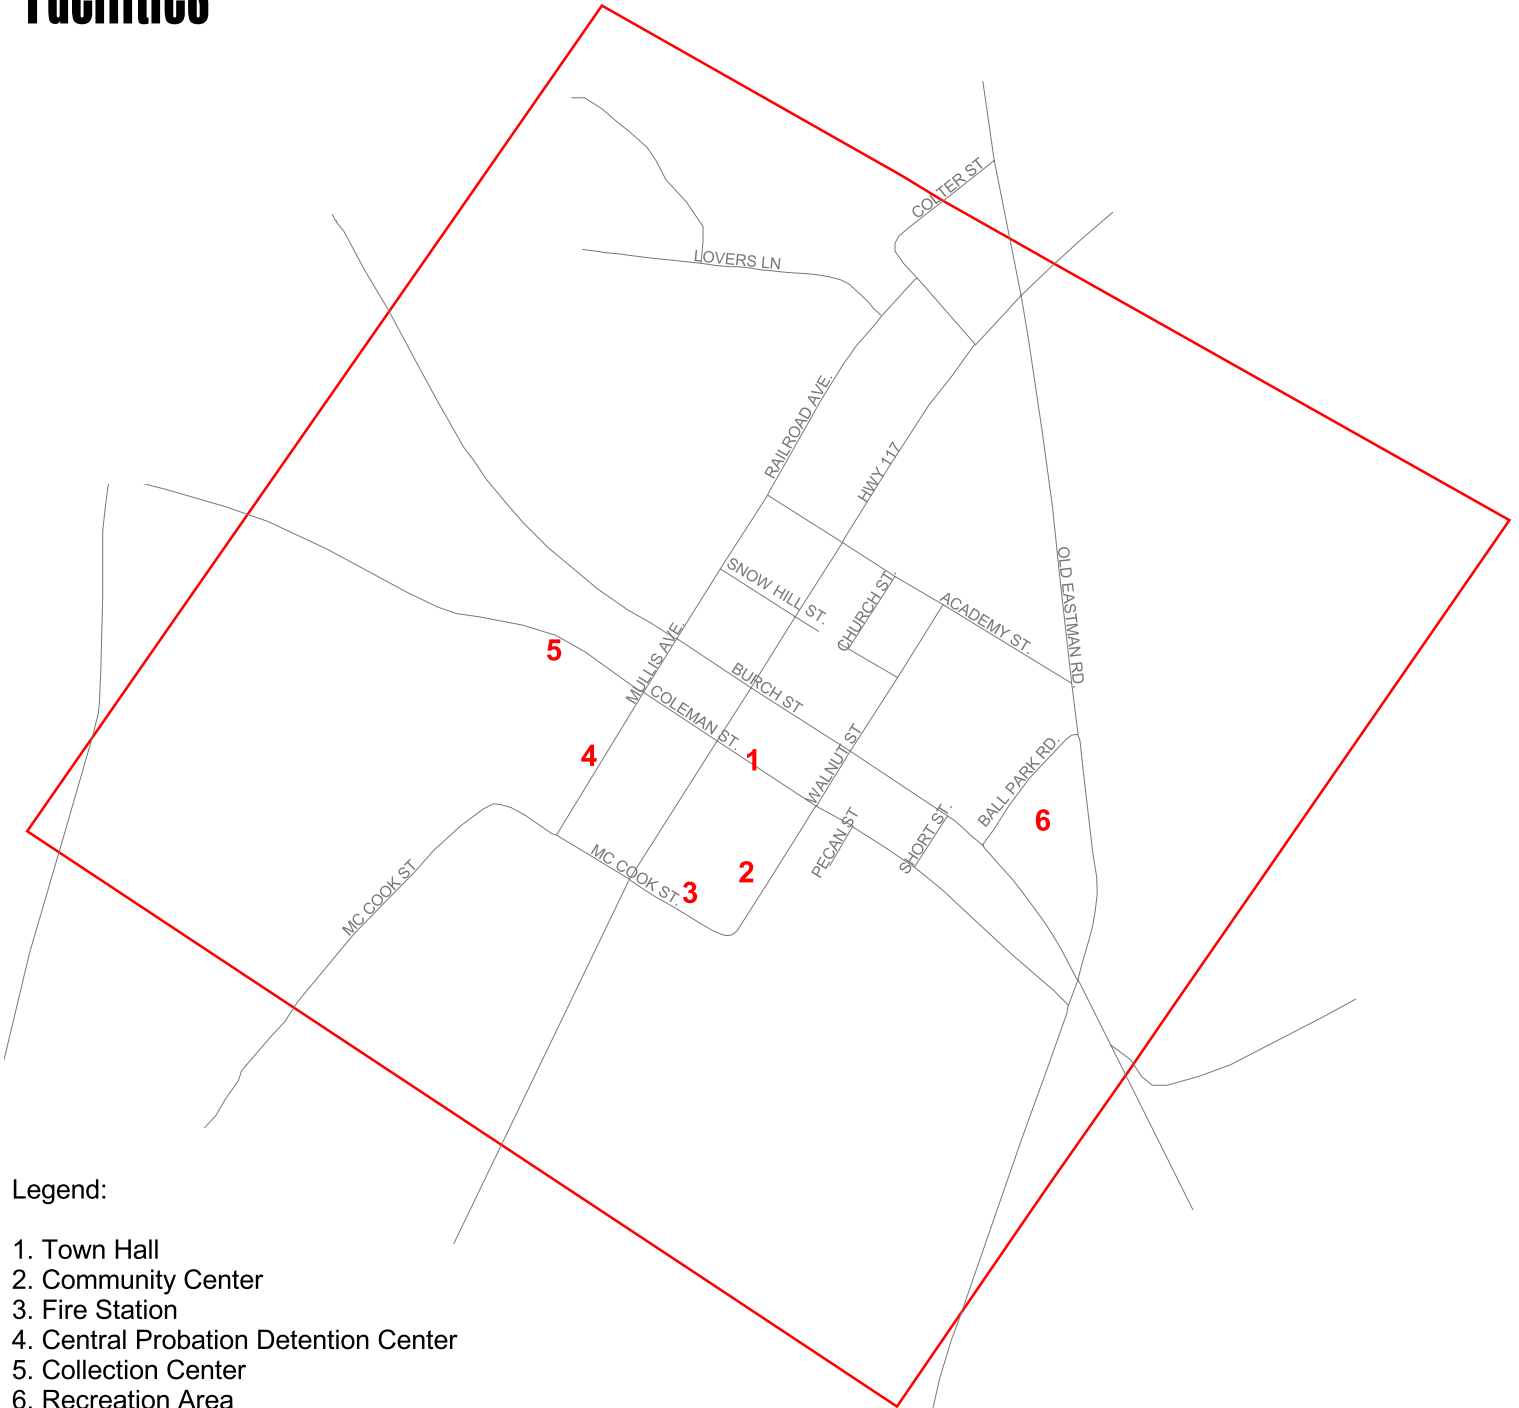 Facilities
COLTER ST
LOVERS LN
RAILROAD AVE.
HWY 117
OLD EASTMAN RD.
SNOW HILL ST.
CHURCH ST.
ACADEMY ST.
MULLIS AVE.
5
BURCH ST
COLEMAN ST.
4
1
WALNUT ST
BALL PARK RD.
6
PECAN ST
SHORT ST.
MC COOK ST
MC COOK ST.
3
2
Legend:
1. Town Hall
2. Community Center
3. Fire Station
4. Central Probation Detention Center
5. Collection Center
6. Recreation Area